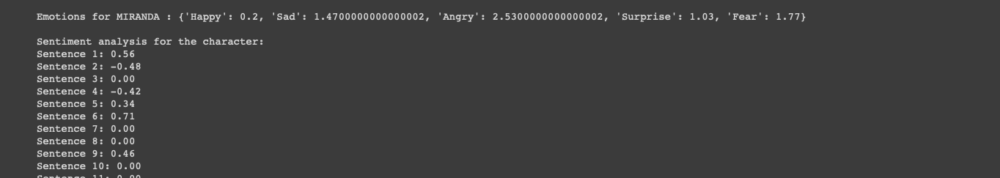 Emotions for MIRANDA : {'Happy': 0.2, 'Sad': 1.4700000000000002, 'Angry': 2.5300000000000002, 'Surprise': 1.03, 'Fear': 1.77}
Sentiment analysis for the character:
Sentence 1: 0.56
Sentence 2: -0.48
Sentence 3: 0.00
Sentence 4: -0.42
Sentence 5: 0.34
Sentence 6: 0.71
Sentence 7: 0.00
Sentence 8: 0.00
Sentence 9: 0.46
Sentence 10: 0.00